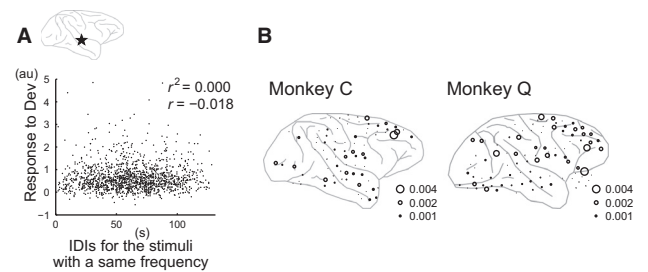 A
B
(au)
5
4
3
2
1
0
−1
Response to Dev
r² = 0.000
r = −0.018
0 50 100
(s)
IDIs for the stimuli
with a same frequency
Monkey C
0.004
0.002
0.001
Monkey Q
0.004
0.002
0.001